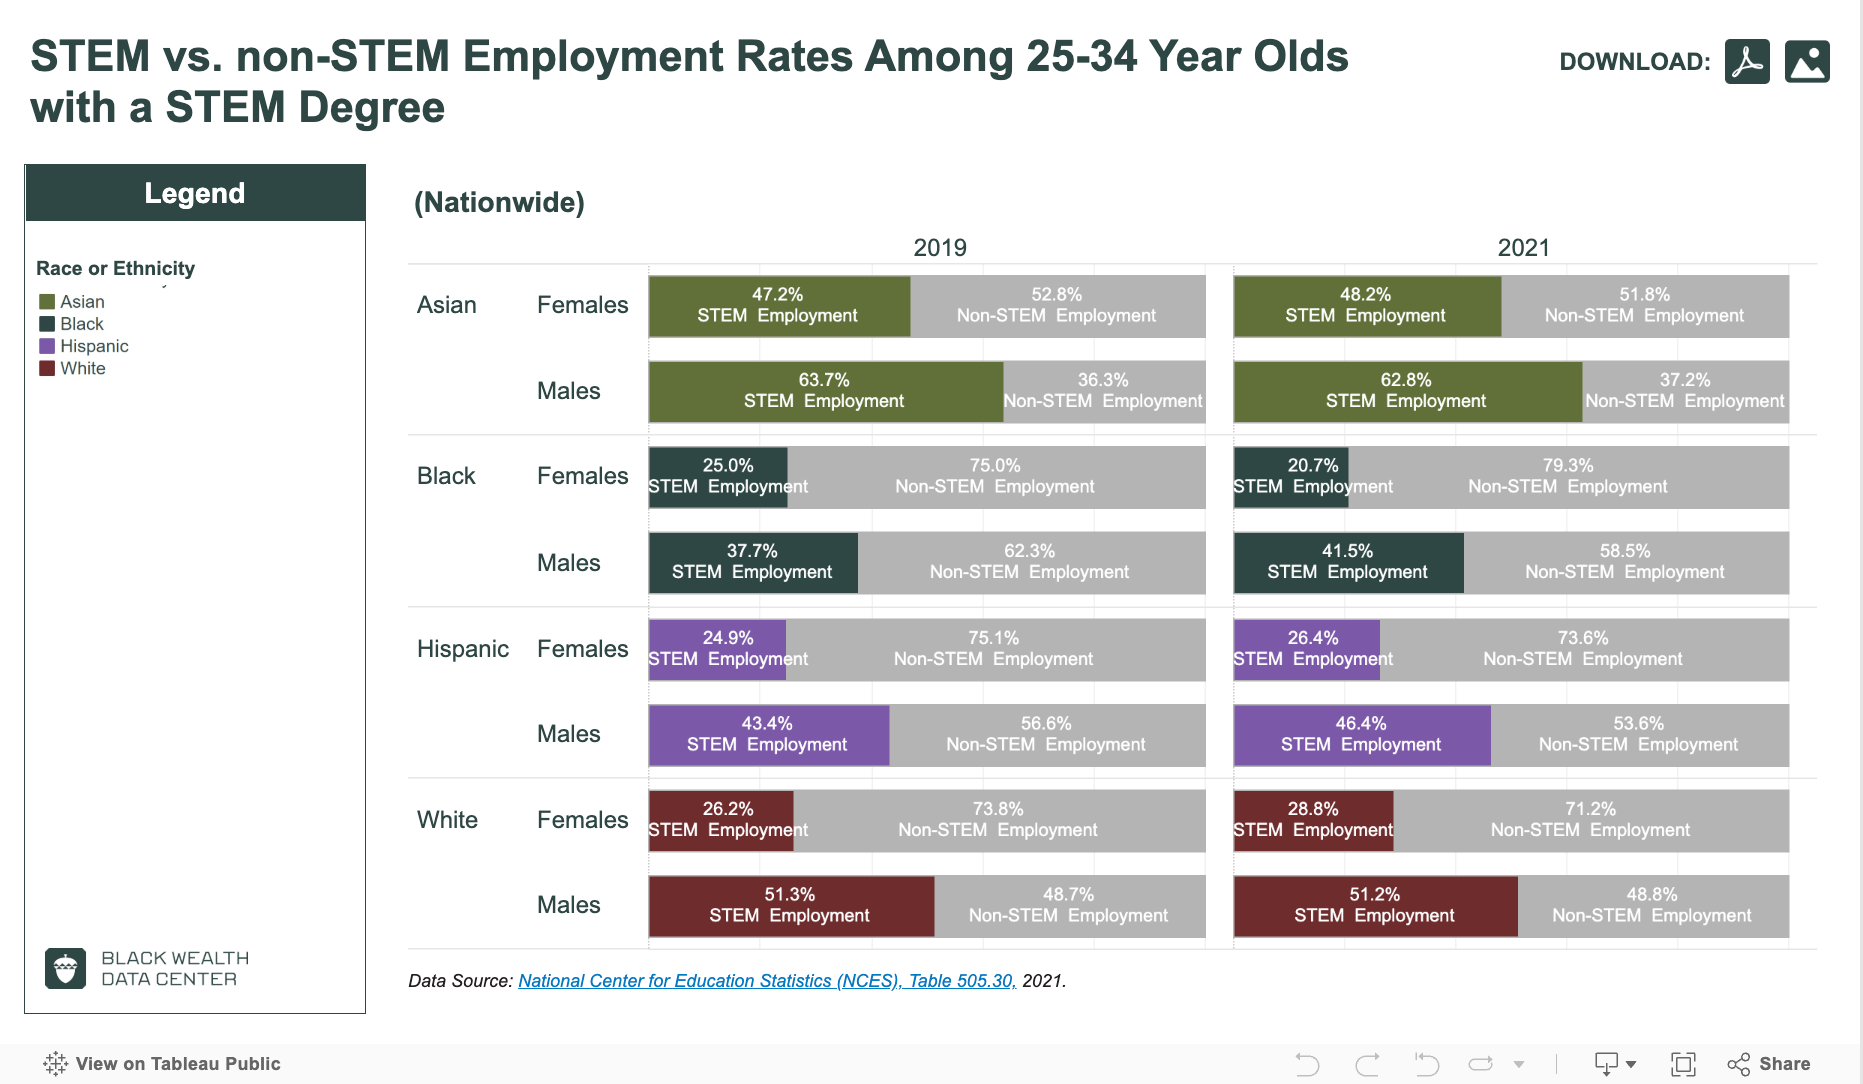 STEM vs. non-STEM Employment Rates Among 25-34 Year Olds
with a STEM Degree
DOWNLOAD:
Legend
Race or Ethnicity
Asian
Black
Hispanic
White
BLACK WEALTH
DATA CENTER
(Nationwide)
2019 2021
Asian Females 47.2% STEM Employment 52.8% Non-STEM Employment 48.2% STEM Employment 51.8% Non-STEM Employment
Males 63.7% STEM Employment 36.3% Non-STEM Employment 62.8% STEM Employment 37.2% Non-STEM Employment
Black Females 25.0% STEM Employment 75.0% Non-STEM Employment 20.7% STEM Employment 79.3% Non-STEM Employment
Males 37.7% STEM Employment 62.3% Non-STEM Employment 41.5% STEM Employment 58.5% Non-STEM Employment
Hispanic Females 24.9% STEM Employment 75.1% Non-STEM Employment 26.4% STEM Employment 73.6% Non-STEM Employment
Males 43.4% STEM Employment 56.6% Non-STEM Employment 46.4% STEM Employment 53.6% Non-STEM Employment
White Females 26.2% STEM Employment 73.8% Non-STEM Employment 28.8% STEM Employment 71.2% Non-STEM Employment
Males 51.3% STEM Employment 48.7% Non-STEM Employment 51.2% STEM Employment 48.8% Non-STEM Employment
Data Source: National Center for Education Statistics (NCES), Table 505.30, 2021.
View on Tableau Public
Share